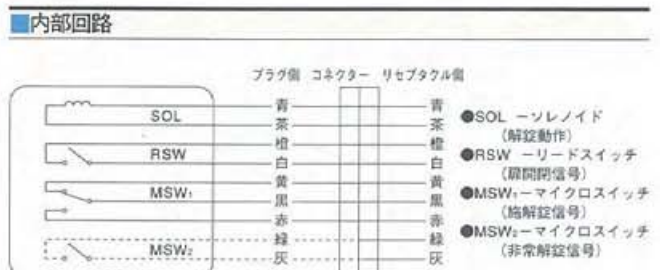 内部回路
プラグ側 コネクター リセプタクル側
SOL
RSW
MSW₁
MSW₂
青
茶
橙
白
黄
黒
赤
緑
灰
青
茶
橙
白
黄
黒
赤
緑
灰
●SOL ーソレノイド
(解錠動作)
●RSW ーリードスイッチ
(扉開閉信号)
●MSW₁ーマイクロスイッチ
(施解錠信号)
●MSW₂ーマイクロスイッチ
(非常解錠信号)